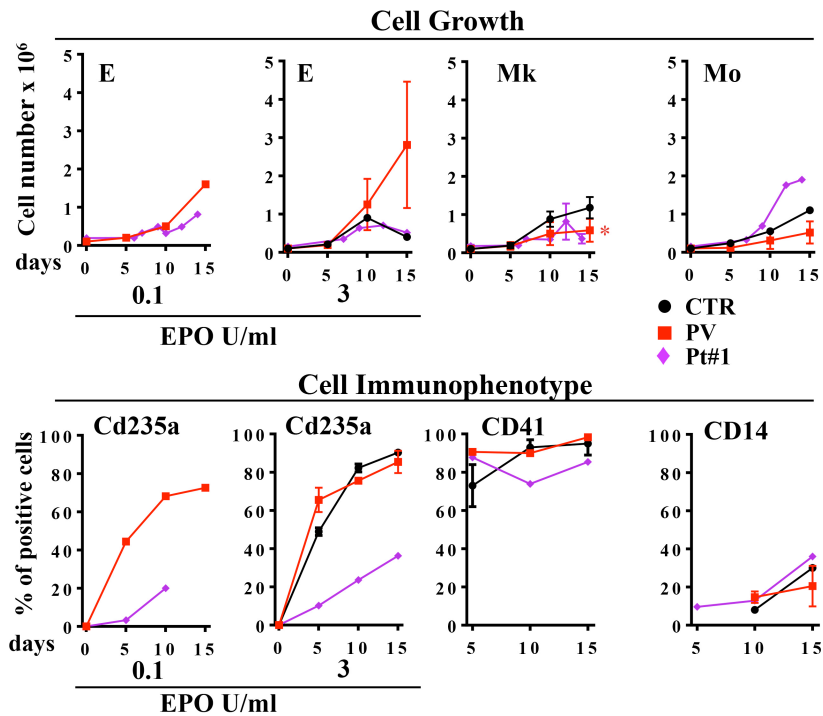 Cell Growth
E
E
Mk
Mo
Cell number x 10⁶
5 4 3 2 1 0
5 4 3 2 1 0
5 4 3 2 1 0
5 4 3 2 1 0
*
days
0 5 10 15
0 5 10 15
0 5 10 15
0 5 10 15
0.1
3
EPO U/ml
CTR
PV
Pt#1
Cell Immunophenotype
Cd235a
Cd235a
CD41
CD14
% of positive cells
100 80 60 40 20 0
100 80 60 40 20 0
100 80 60 40 20 0
100 80 60 40 20 0
days
0 5 10 15
0 5 10 15
5 10 15
5 10 15
0.1
3
EPO U/ml